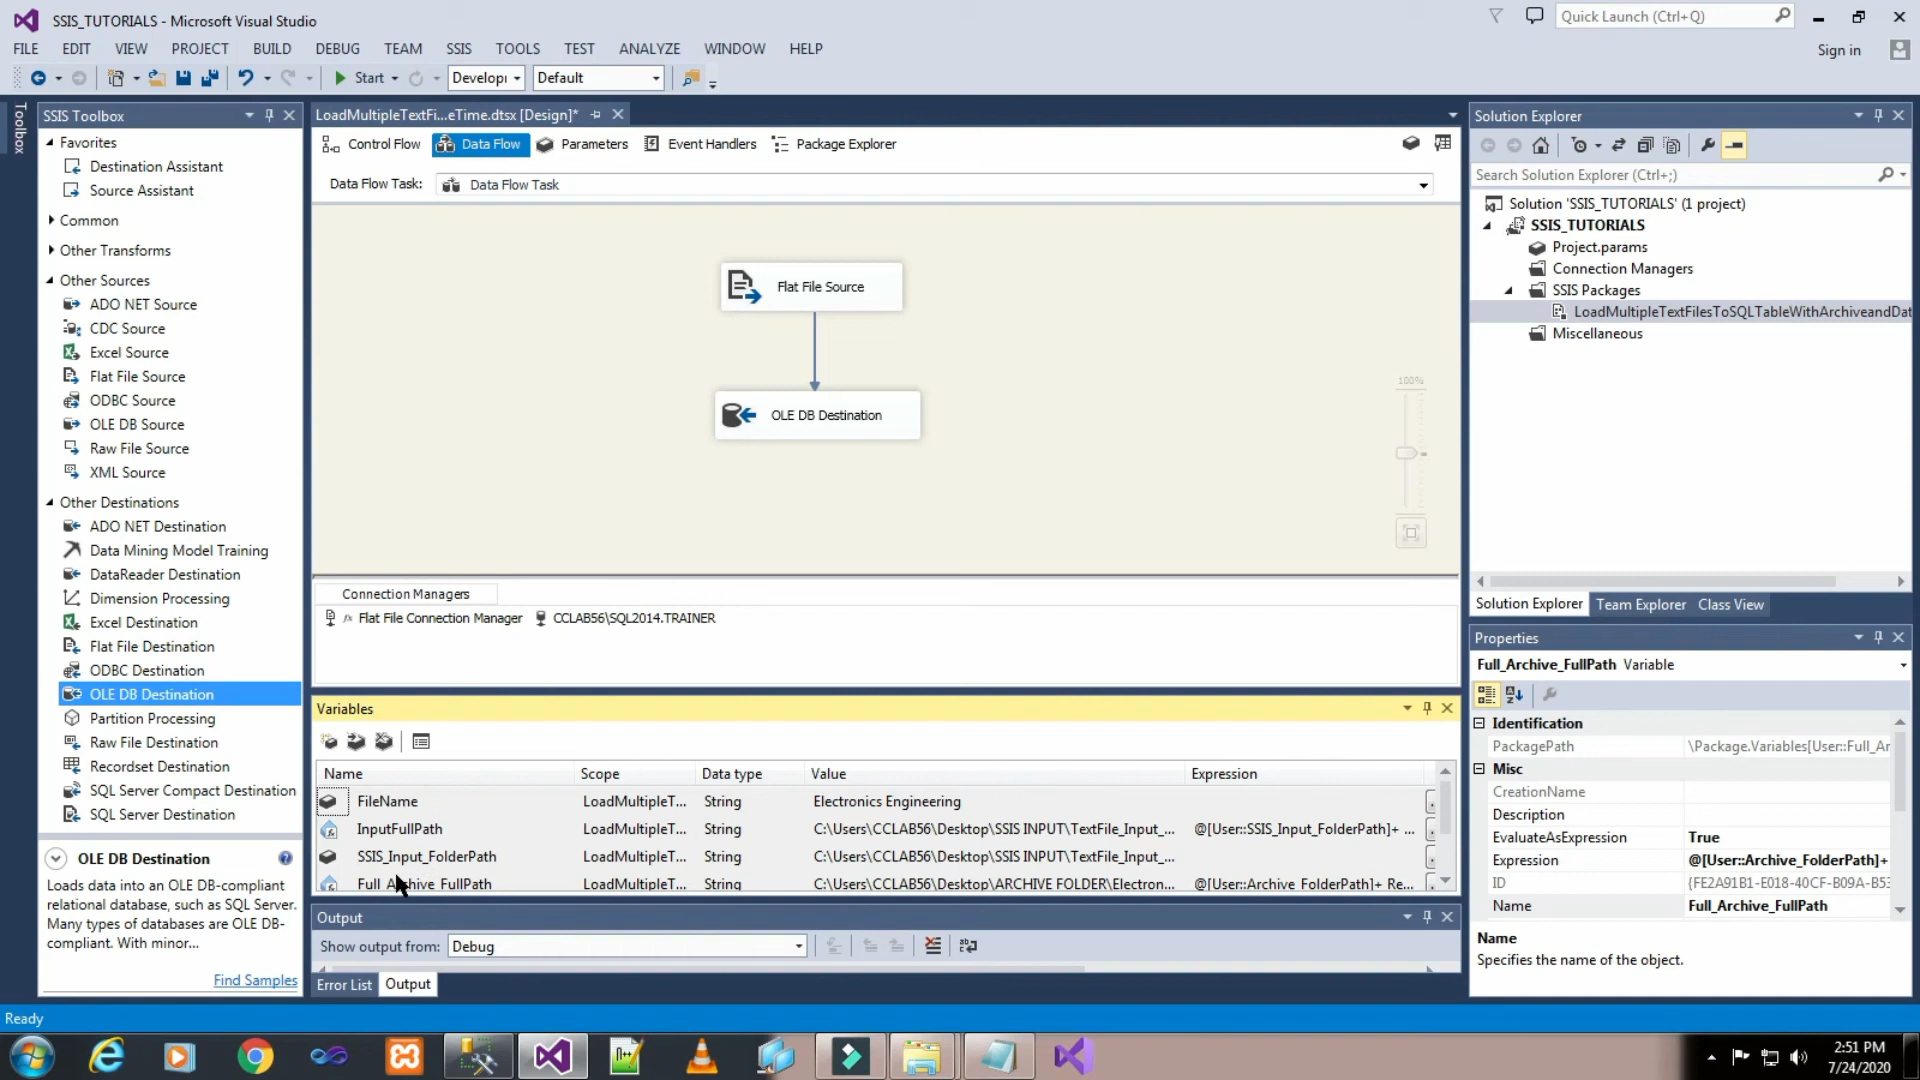 SSIS_TUTORIALS - Microsoft Visual Studio
Quick Launch (Ctrl+Q)
FILE EDIT VIEW PROJECT BUILD DEBUG TEAM SSIS TOOLS TEST ANALYZE WINDOW HELP
Sign in
Start Developi Default
Toolbox
SSIS Toolbox
Favorites
Destination Assistant
Source Assistant
Common
Other Transforms
Other Sources
ADO NET Source
CDC Source
Excel Source
Flat File Source
ODBC Source
OLE DB Source
Raw File Source
XML Source
Other Destinations
ADO NET Destination
Data Mining Model Training
DataReader Destination
Dimension Processing
Excel Destination
Flat File Destination
ODBC Destination
OLE DB Destination
Partition Processing
Raw File Destination
Recordset Destination
SQL Server Compact Destination
SQL Server Destination
OLE DB Destination
Loads data into an OLE DB-compliant
relational database, such as SQL Server.
Many types of databases are OLE DB-
compliant. With minor...
Find Samples
LoadMultipleTextFi...eTime.dtsx [Design]*
Control Flow Data Flow Parameters Event Handlers Package Explorer
Data Flow Task: Data Flow Task
Flat File Source
OLE DB Destination
100%
Connection Managers
Flat File Connection Manager CCLAB56\SQL2014.TRAINER
Variables
Name Scope Data type Value Expression
FileName LoadMultipleT... String Electronics Engineering
InputFullPath LoadMultipleT... String C:\Users\CCLAB56\Desktop\SSIS INPUT\TextFile_Input_... @[User::SSIS_Input_FolderPath]+ ...
SSIS_Input_FolderPath LoadMultipleT... String C:\Users\CCLAB56\Desktop\SSIS INPUT\TextFile_Input_...
Full_Archive_FullPath LoadMultipleT... String C:\Users\CCLAB56\Desktop\ARCHIVE FOLDER\Electron... @[User::Archive_FolderPath]+ Re...
Output
Show output from: Debug
Error List Output
Solution Explorer
Search Solution Explorer (Ctrl+;)
Solution 'SSIS_TUTORIALS' (1 project)
SSIS_TUTORIALS
Project.params
Connection Managers
SSIS Packages
LoadMultipleTextFilesToSQLTableWithArchiveandDat
Miscellaneous
Solution Explorer Team Explorer Class View
Properties
Full_Archive_FullPath Variable
Identification
PackagePath \Package.Variables[User::Full_Ar
Misc
CreationName
Description
EvaluateAsExpression True
Expression @[User::Archive_FolderPath]+
ID {FE2A91B1-E018-40CF-B09A-B53
Name Full_Archive_FullPath
Name
Specifies the name of the object.
Ready
2:51 PM
7/24/2020